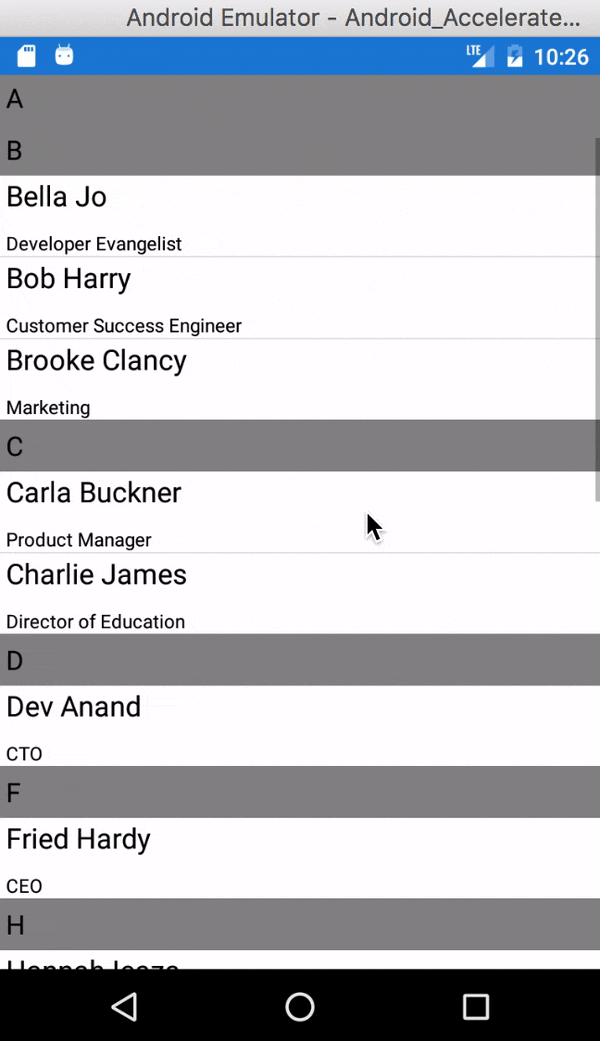 Android Emulator - Android_Accelerate...
LTE 10:26
A
B
Bella Jo
Developer Evangelist
Bob Harry
Customer Success Engineer
Brooke Clancy
Marketing
C
Carla Buckner
Product Manager
Charlie James
Director of Education
D
Dev Anand
CTO
F
Fried Hardy
CEO
H